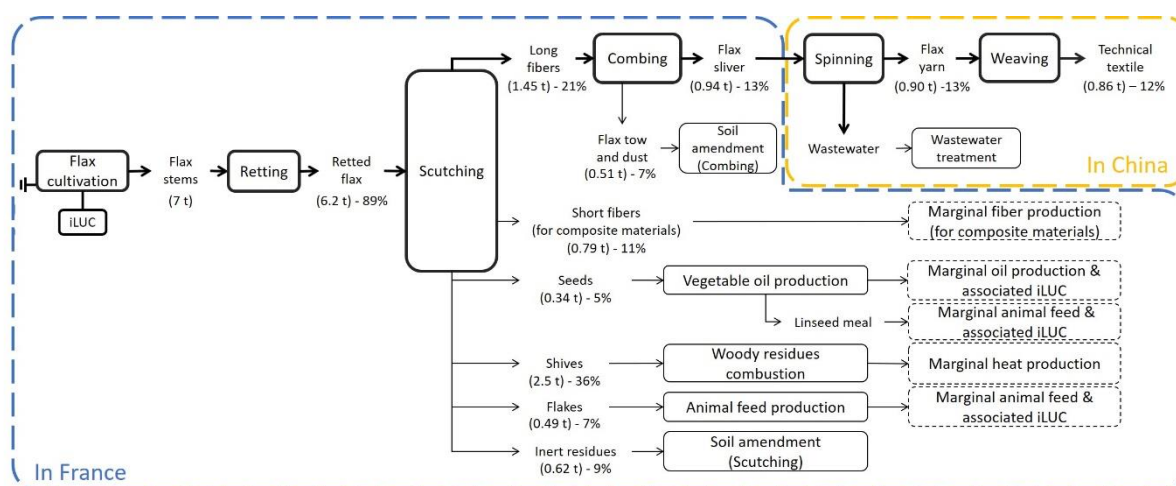 Flax
cultivation
iLUC
Flax
stems
(7 t)
Retting
Retted
flax
(6.2 t) - 89%
Scutching
Long
fibers
(1.45 t) - 21%
Combing
Flax
sliver
(0.94 t) - 13%
Flax tow
and dust
(0.51 t) - 7%
Soil
amendment
(Combing)
Spinning
Flax
yarn
(0.90 t) -13%
Weaving
Technical
textile
(0.86 t) – 12%
Wastewater
Wastewater
treatment
In China
Short fibers
(for composite materials)
(0.79 t) - 11%
Marginal fiber production
(for composite materials)
Seeds
(0.34 t) - 5%
Vegetable oil production
Marginal oil production &
associated iLUC
Linseed meal
Marginal animal feed &
associated iLUC
Shives
(2.5 t) - 36%
Woody residues
combustion
Marginal heat production
Flakes
(0.49 t) - 7%
Animal feed production
Marginal animal feed &
associated iLUC
Inert residues
(0.62 t) - 9%
Soil amendment
(Scutching)
In France